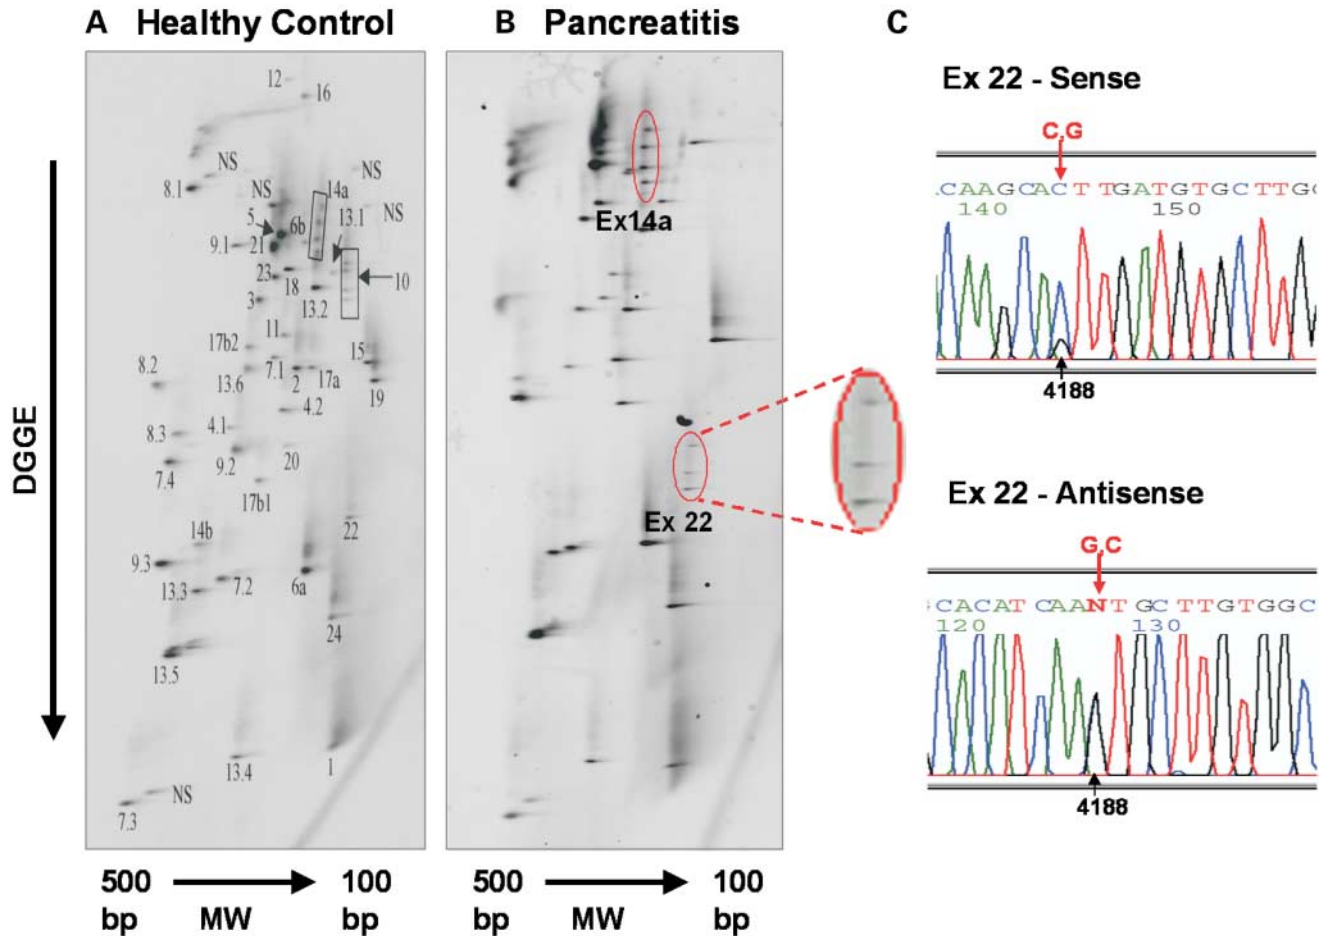 A Healthy Control
B Pancreatitis
C
12
16
NS
8.1
NS
14a
NS
13.1
NS
5
6b
9.1
21
10
23
18
3
13.2
11
17b2
15
8.2
7.1
13.6
2
17a
19
4.2
8.3
4.1
9.2
20
7.4
17b1
22
14b
9.3
7.2
6a
13.3
24
13.5
13.4
1
7.3
NS
DGGE
500 bp
MW
100 bp
Ex14a
Ex 22
500 bp
MW
100 bp
Ex 22 - Sense
C,G
CAAGCACTTGATGTGCTTG
140
150
4188
Ex 22 - Antisense
G,C
CACATCAANTGCTTGTGGC
120
130
4188